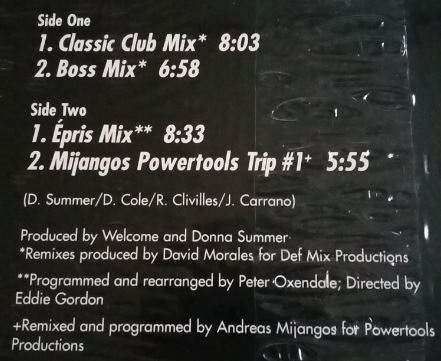 Side One
1. Classic Club Mix* 8:03
2. Boss Mix* 6:58
Side Two
1. Épris Mix** 8:33
2. Mijangos Powertools Trip #1+ 5:55
(D. Summer/D. Cole/R. Clivilles/J. Carrano)
Produced by Welcome and Donna Summer
*Remixes produced by David Morales for Def Mix Productions
**Programmed and rearranged by Peter Oxendale; Directed by
Eddie Gordon
+Remixed and programmed by Andreas Mijangos for Powertools
Productions